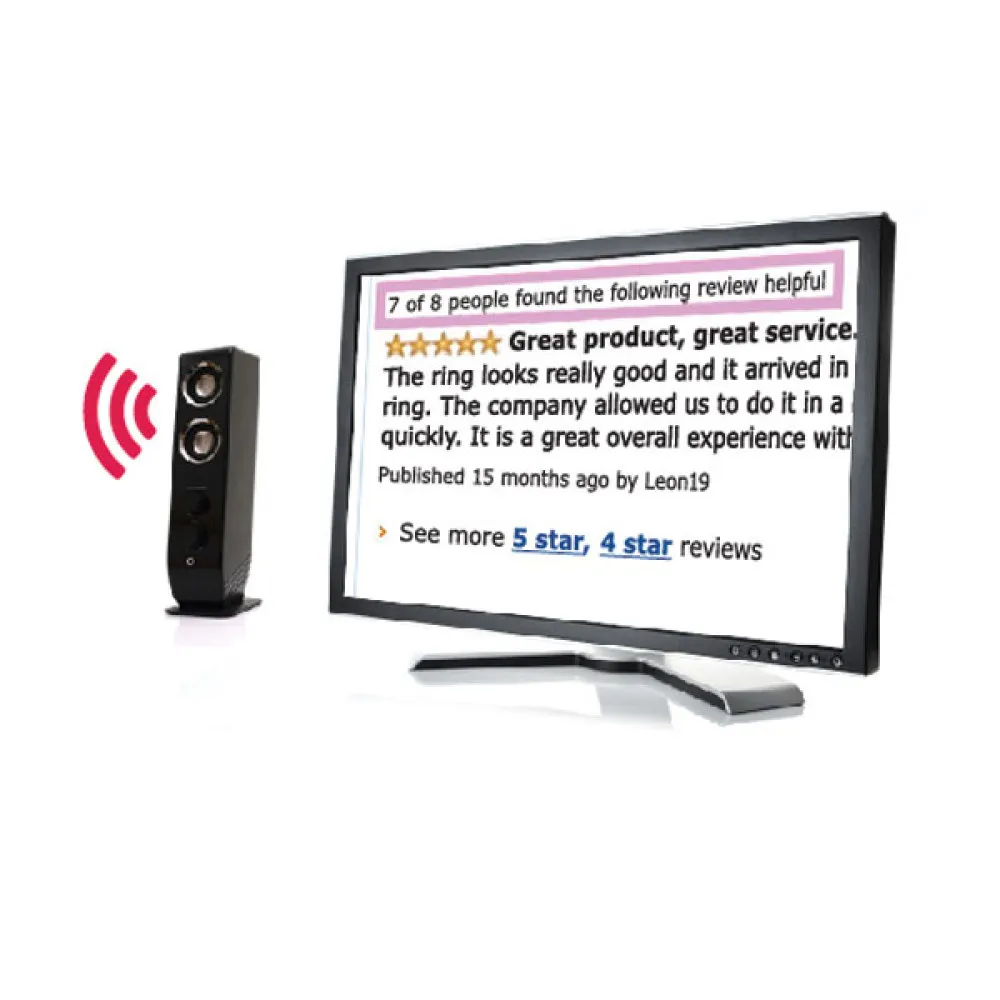 7 of 8 people found the following review helpful
Great product, great service.
The ring looks really good and it arrived in
ring. The company allowed us to do it in a
quickly. It is a great overall experience with
Published 15 months ago by Leon19
See more 5 star, 4 star reviews